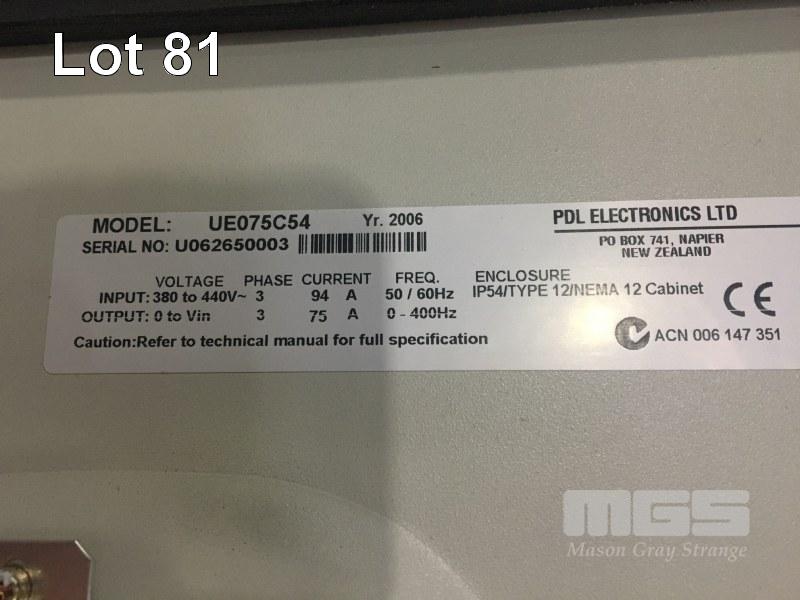 Lot 81
MODEL: UE075C54 Yr. 2006
SERIAL NO: U062650003
PDL ELECTRONICS LTD
PO BOX 741, NAPIER
NEW ZEALAND
VOLTAGE PHASE CURRENT FREQ. ENCLOSURE
INPUT: 380 to 440V~ 3 94 A 50 / 60Hz IP54/TYPE 12/NEMA 12 Cabinet
OUTPUT: 0 to Vin 3 75 A 0 - 400Hz
CE
ACN 006 147 351
Caution:Refer to technical manual for full specification
MGS
Mason Gray Strange